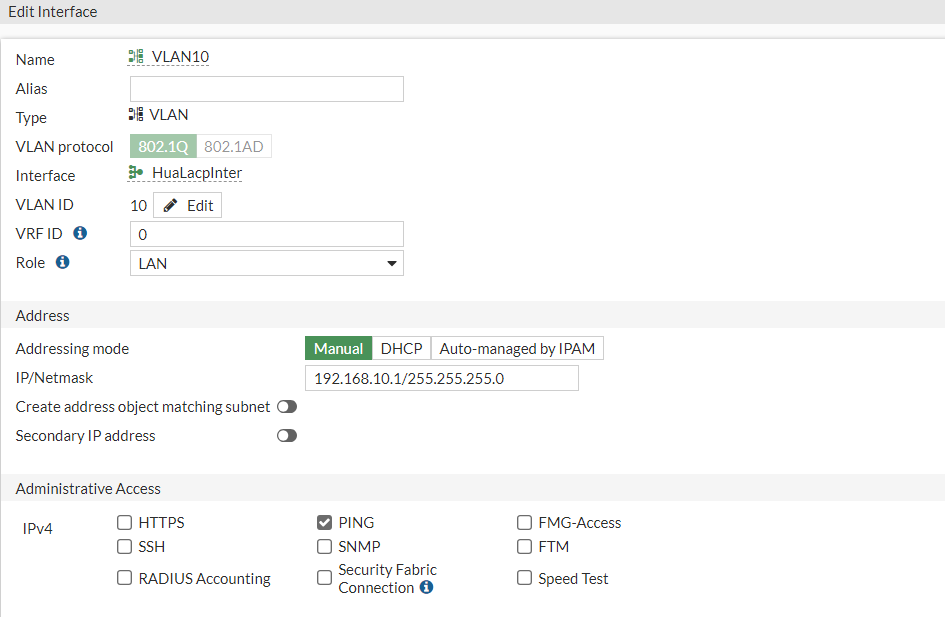 Edit Interface
Name VLAN10
Alias
Type VLAN
VLAN protocol 802.1Q 802.1AD
Interface HuaLacpInter
VLAN ID 10 Edit
VRF ID 0
Role LAN
Address
Addressing mode Manual DHCP Auto-managed by IPAM
IP/Netmask 192.168.10.1/255.255.255.0
Create address object matching subnet
Secondary IP address
Administrative Access
IPv4 HTTPS PING FMG-Access
SSH SNMP FTM
RADIUS Accounting Security Fabric Connection Speed Test